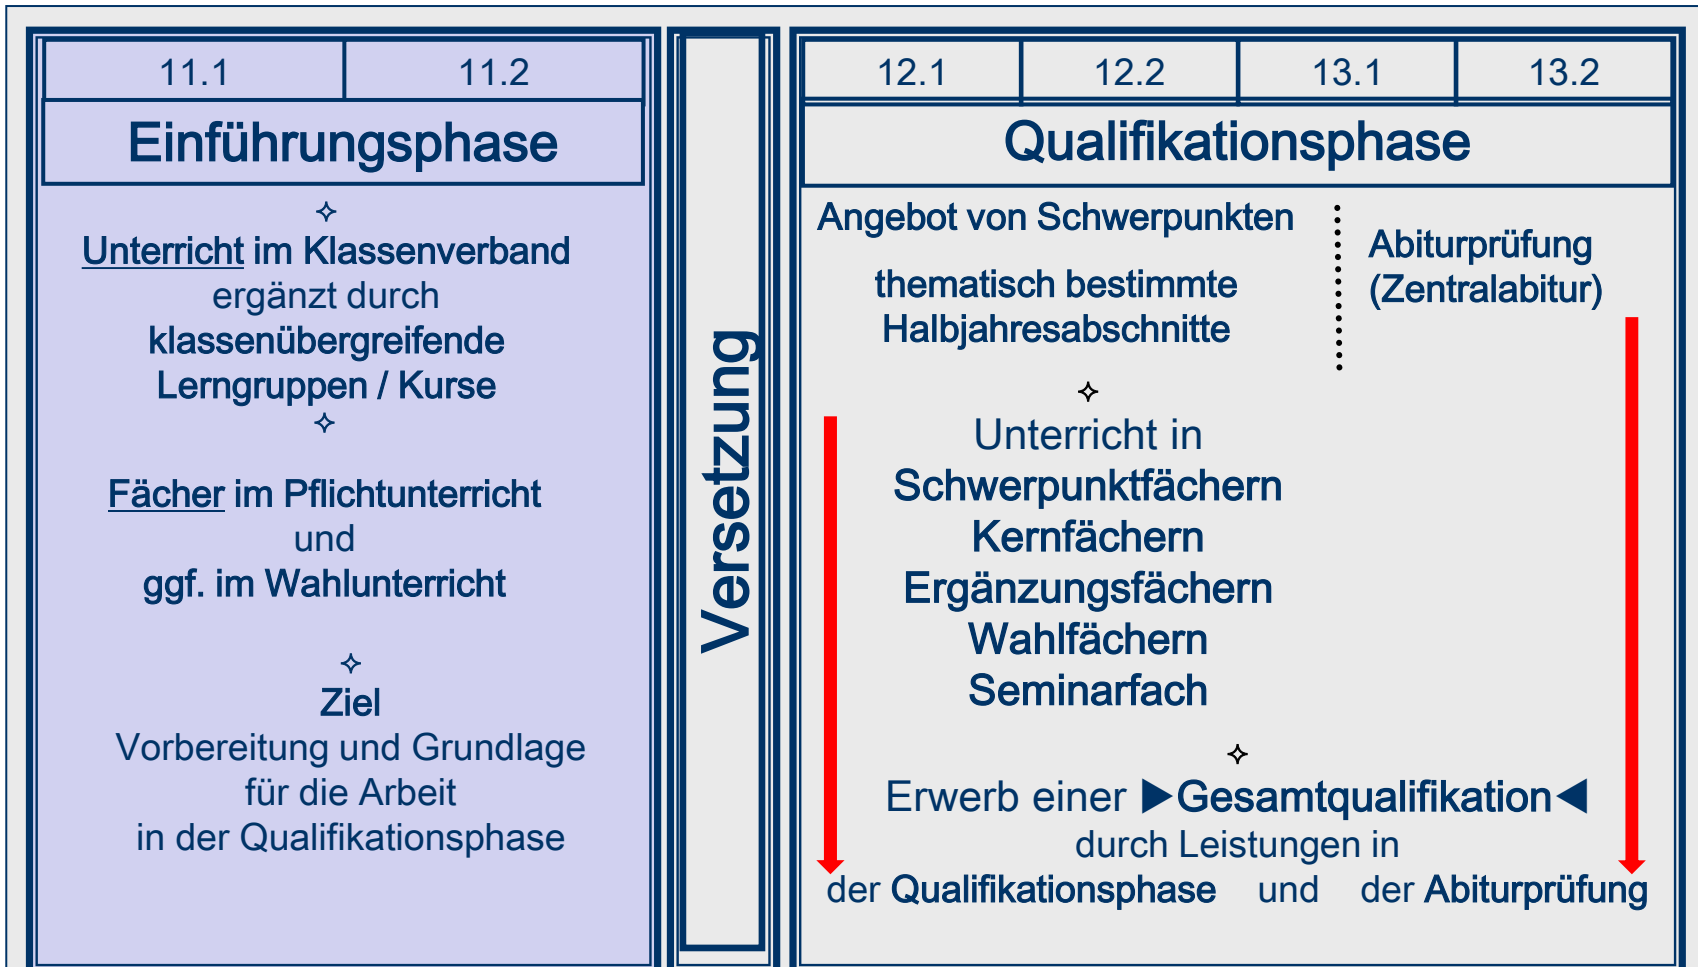 11.1 11.2
Einführungsphase
Unterricht im Klassenverband
ergänzt durch
klassenübergreifende
Lerngruppen / Kurse
Fächer im Pflichtunterricht
und
ggf. im Wahlunterricht
Ziel
Vorbereitung und Grundlage
für die Arbeit
in der Qualifikationsphase
Versetzung
12.1 12.2 13.1 13.2
Qualifikationsphase
Angebot von Schwerpunkten
thematisch bestimmte
Halbjahresabschnitte
Abiturprüfung
(Zentralabitur)
Unterricht in
Schwerpunktfächern
Kernfächern
Ergänzungsfächern
Wahlfächern
Seminarfach
Erwerb einer ▶Gesamtqualifikation◀
durch Leistungen in
der Qualifikationsphase und der Abiturprüfung